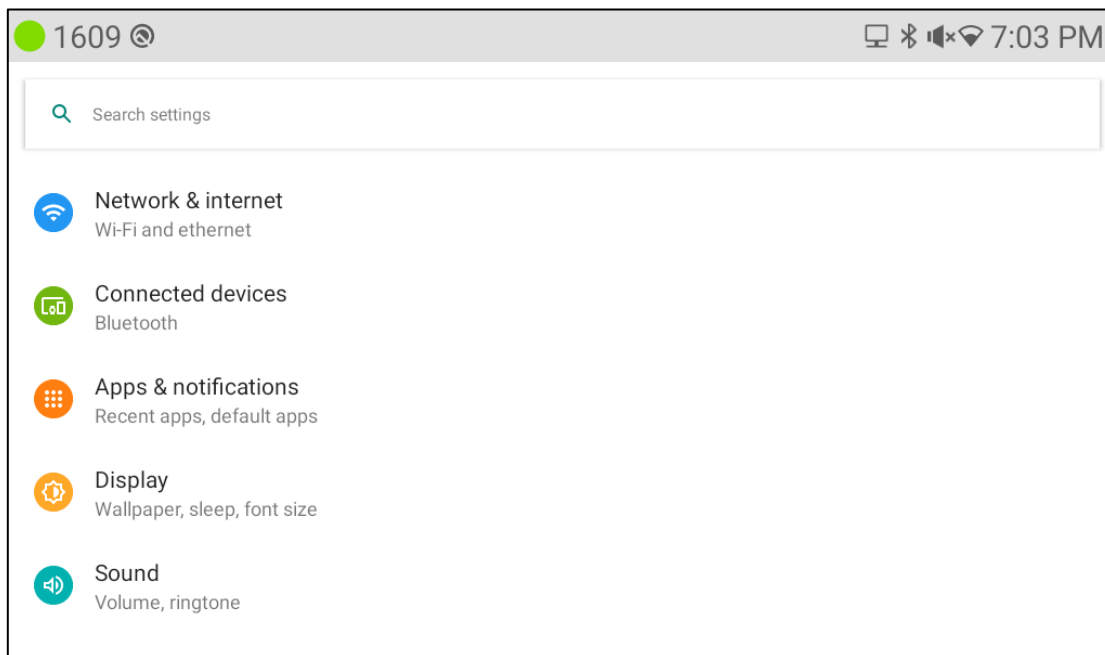 1609 7:03 PM
Search settings
Network & internet
Wi-Fi and ethernet
Connected devices
Bluetooth
Apps & notifications
Recent apps, default apps
Display
Wallpaper, sleep, font size
Sound
Volume, ringtone